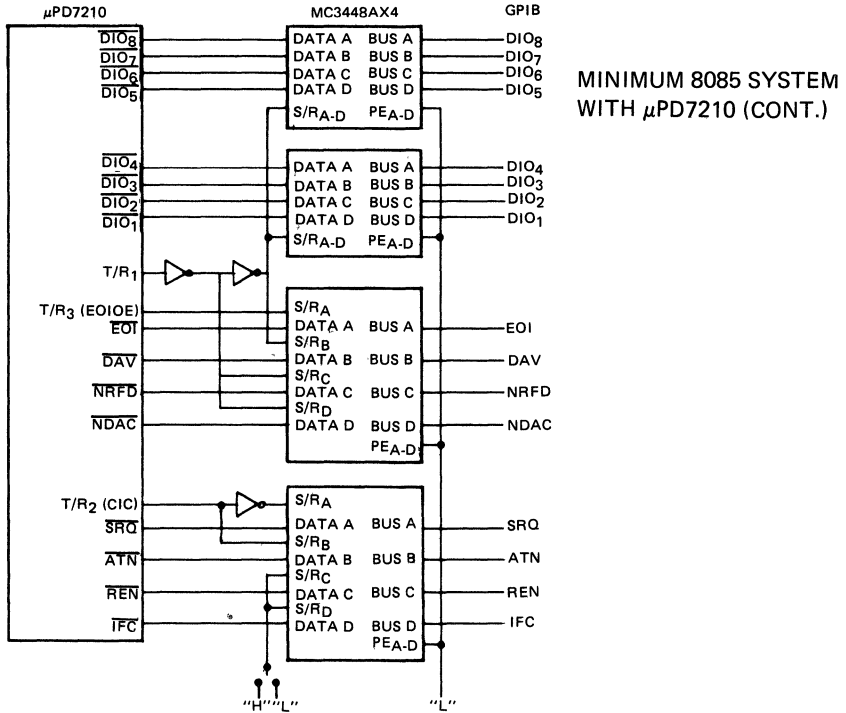 μPD7210 MC3448AX4 GPIB
DIO8 DATA A BUS A DIO8
DIO7 DATA B BUS B DIO7
DIO6 DATA C BUS C DIO6
DIO5 DATA D BUS D DIO5
S/RA-D PEA-D
MINIMUM 8085 SYSTEM
WITH μPD7210 (CONT.)
DIO4 DATA A BUS A DIO4
DIO3 DATA B BUS B DIO3
DIO2 DATA C BUS C DIO2
DIO1 DATA D BUS D DIO1
S/RA-D PEA-D
T/R1
S/RA
T/R3 (EOIOE)
EOI DATA A BUS A EOI
S/RB
DAV DATA B BUS B DAV
S/RC
NRFD DATA C BUS C NRFD
S/RD
NDAC DATA D BUS D NDAC
PEA-D
T/R2 (CIC) S/RA
SRQ DATA A BUS A SRQ
S/RB
ATN DATA B BUS B ATN
S/RC
REN DATA C BUS C REN
S/RD
IFC DATA D BUS D IFC
PEA-D
"H" "L" "L"